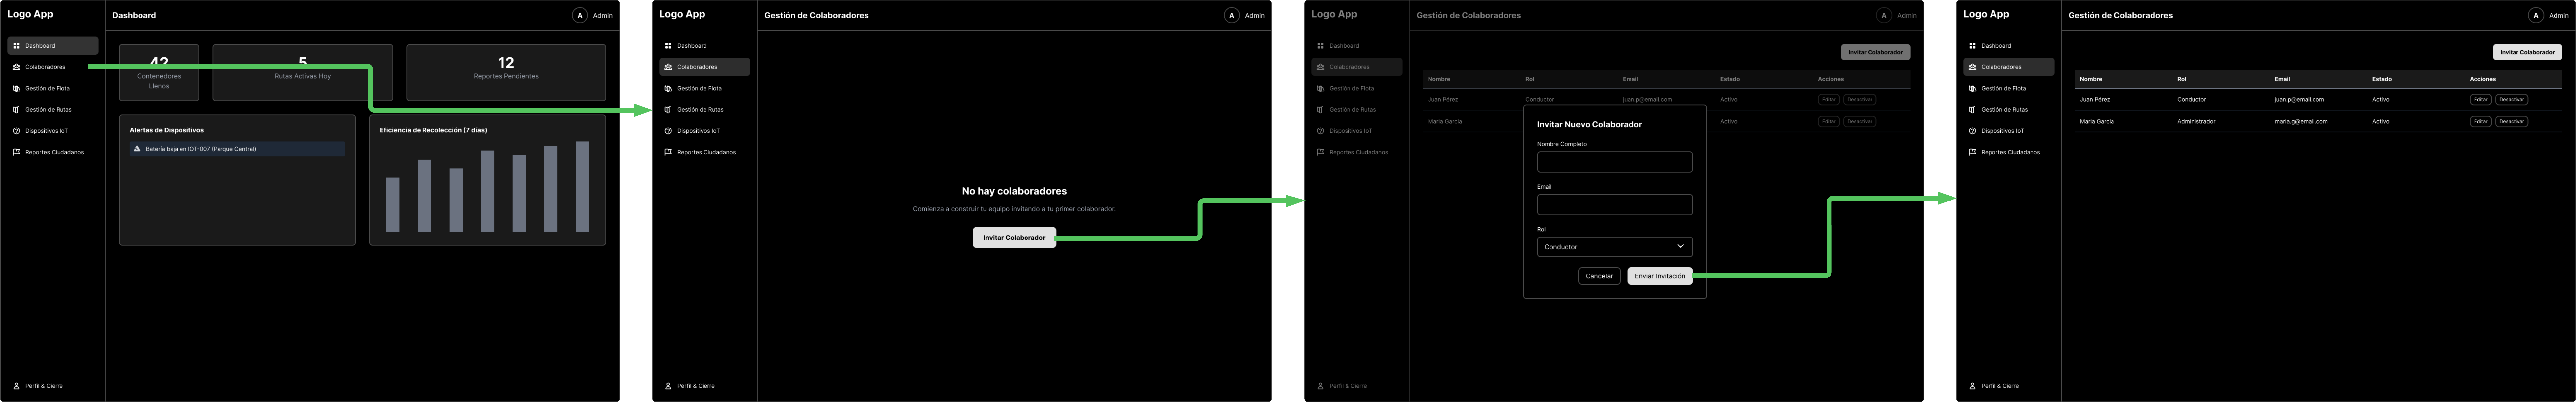 Logo App
Dashboard
Colaboradores
Gestión de Flota
Gestión de Rutas
Dispositivos IoT
Reportes Ciudadanos
Perfil & Cierre
Dashboard
A Admin
42
Contenedores
Llenos
5
Rutas Activas Hoy
12
Reportes Pendientes
Alertas de Dispositivos
Batería baja en IOT-007 (Parque Central)
Eficiencia de Recolección (7 días)
Logo App
Dashboard
Colaboradores
Gestión de Flota
Gestión de Rutas
Dispositivos IoT
Reportes Ciudadanos
Perfil & Cierre
Gestión de Colaboradores
A Admin
No hay colaboradores
Comienza a construir tu equipo invitando a tu primer colaborador.
Invitar Colaborador
Logo App
Dashboard
Colaboradores
Gestión de Flota
Gestión de Rutas
Dispositivos IoT
Reportes Ciudadanos
Perfil & Cierre
Gestión de Colaboradores
A Admin
Invitar Colaborador
Nombre Rol Email Estado Acciones
Juan Pérez Conductor juan.p@email.com Activo Editar Desactivar
Maria Garcia Activo Editar Desactivar
Invitar Nuevo Colaborador
Nombre Completo
Email
Rol
Conductor
Cancelar Enviar Invitación
Logo App
Dashboard
Colaboradores
Gestión de Flota
Gestión de Rutas
Dispositivos IoT
Reportes Ciudadanos
Perfil & Cierre
Gestión de Colaboradores
A Admin
Invitar Colaborador
Nombre Rol Email Estado Acciones
Juan Pérez Conductor juan.p@email.com Activo Editar Desactivar
Maria Garcia Administrador maria.g@email.com Activo Editar Desactivar